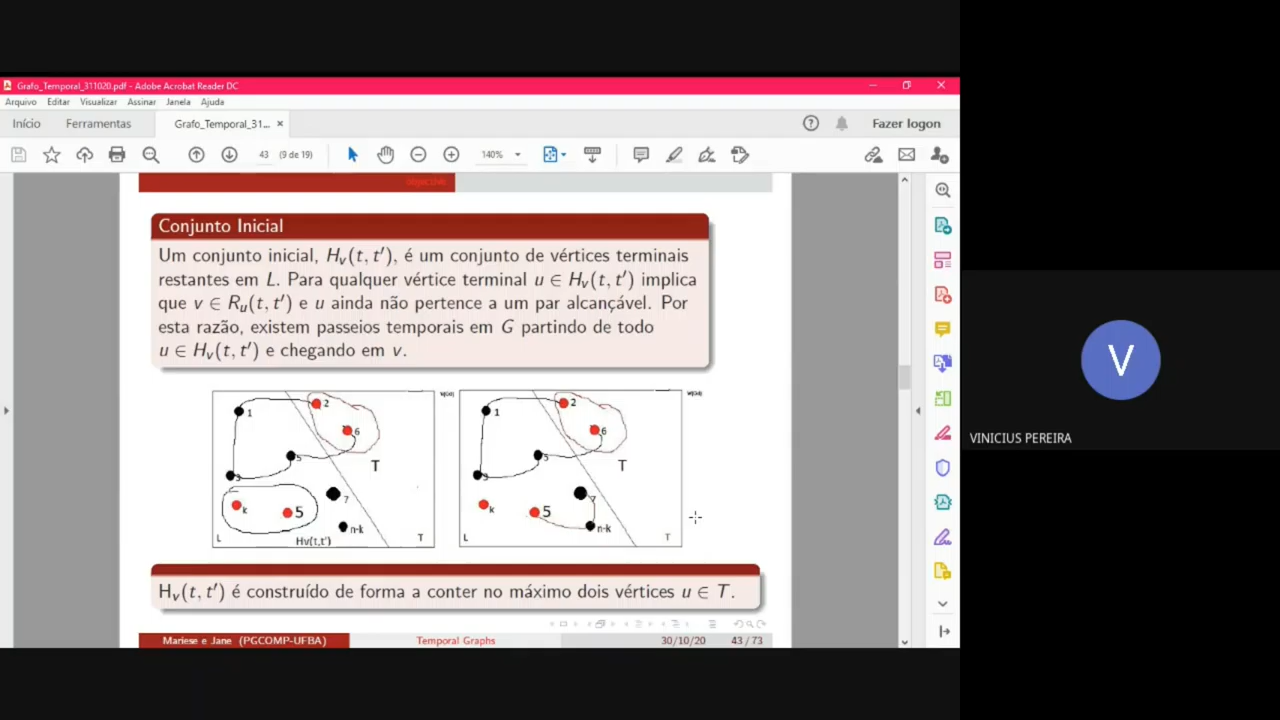 Grafo_Temporal_311020.pdf - Adobe Acrobat Reader DC
Arquivo Editar Visualizar Assinar Janela Ajuda
Início Ferramentas Grafo_Temporal_31... × Fazer logon
43 (9 de 19) 140%
Conjunto Inicial
Um conjunto inicial, Hv(t, t′), é um conjunto de vértices terminais
restantes em L. Para qualquer vértice terminal u ∈ Hv(t, t′) implica
que v ∈ Ru(t, t′) e u ainda não pertence a um par alcançável. Por
esta razão, existem passeios temporais em G partindo de todo
u ∈ Hv(t, t′) e chegando em v.
1 2 6 5 3 T k 5 7 n-k L Hv(t,t') T
1 2 6 5 3 T k 5 7 n-k L T
Hv(t, t′) é construído de forma a conter no máximo dois vértices u ∈ T.
Mariese e Jane (PGCOMP-UFBA) Temporal Graphs 30/10/20 43 / 73
V
VINICIUS PEREIRA